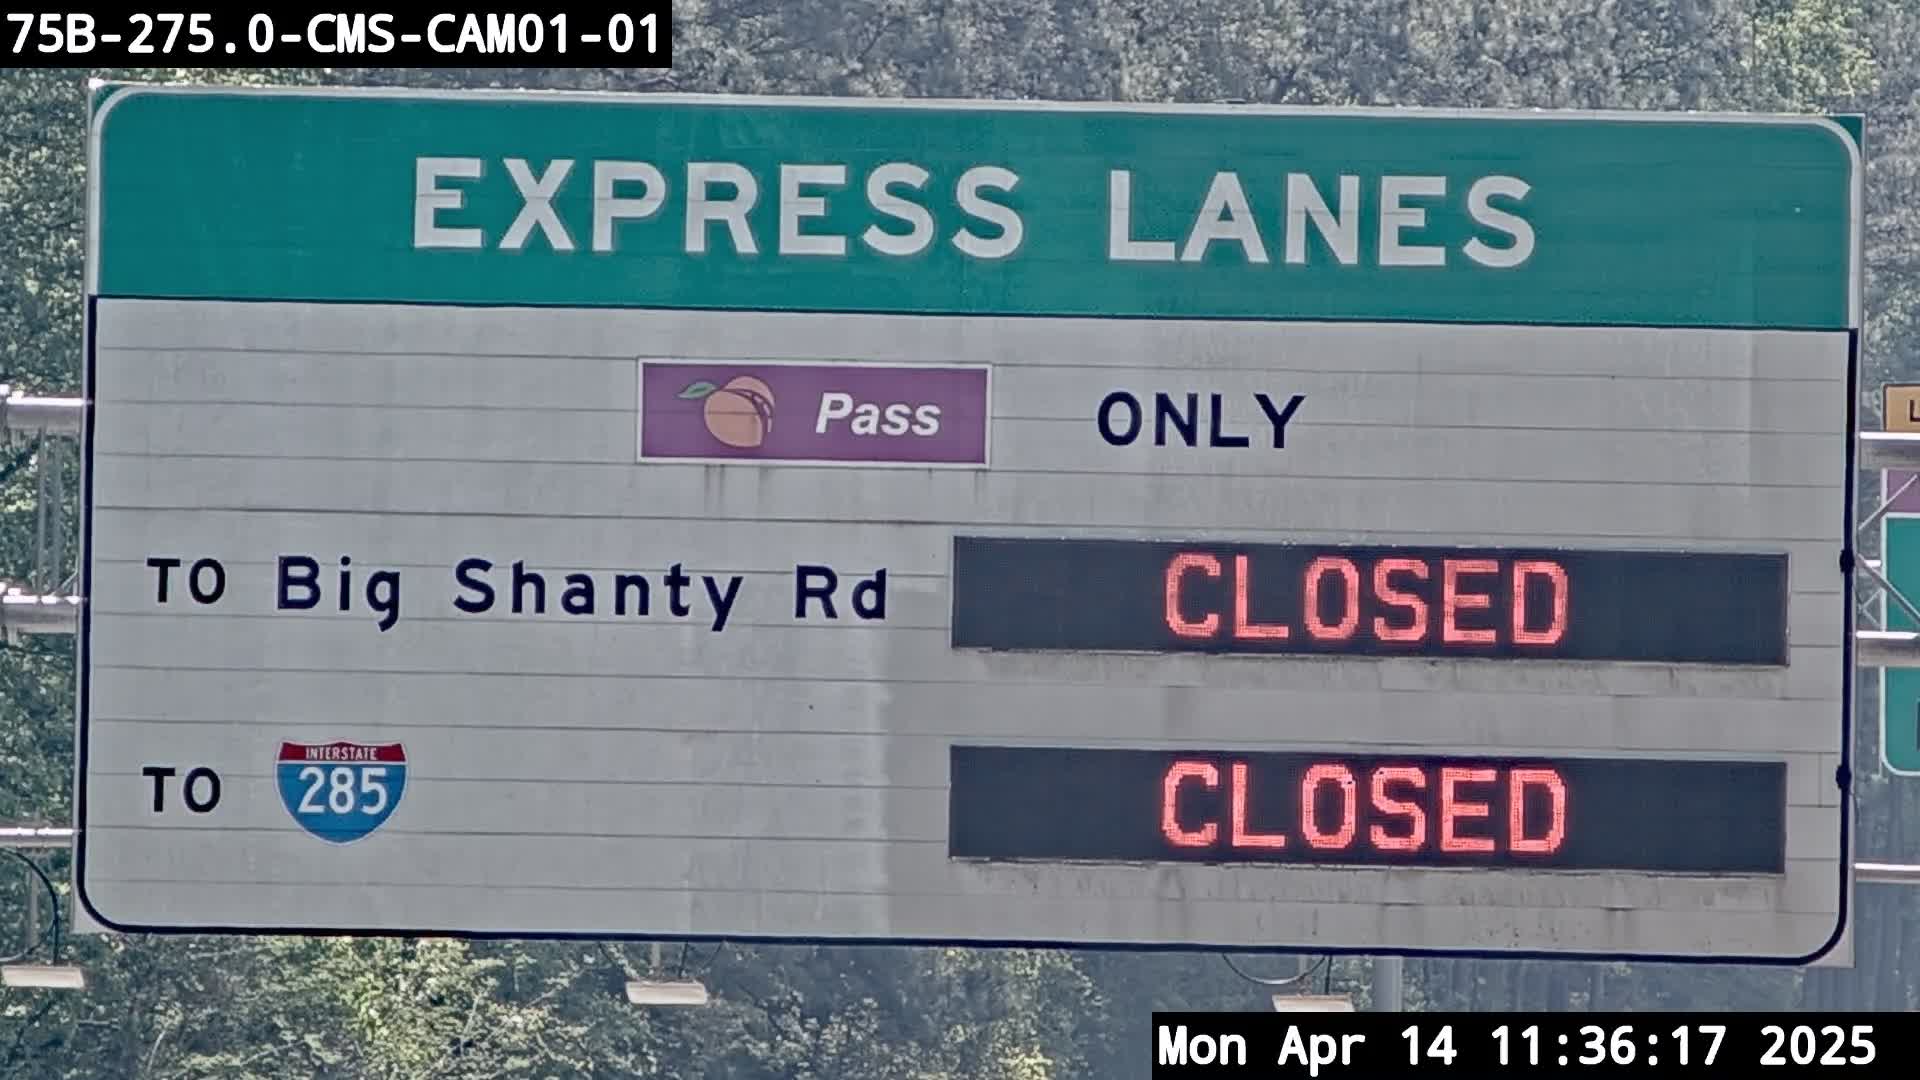 75B-275.0-CMS-CAM01-01
EXPRESS LANES
Pass ONLY
TO Big Shanty Rd CLOSED
TO INTERSTATE 285 CLOSED
Mon Apr 14 11:36:17 2025